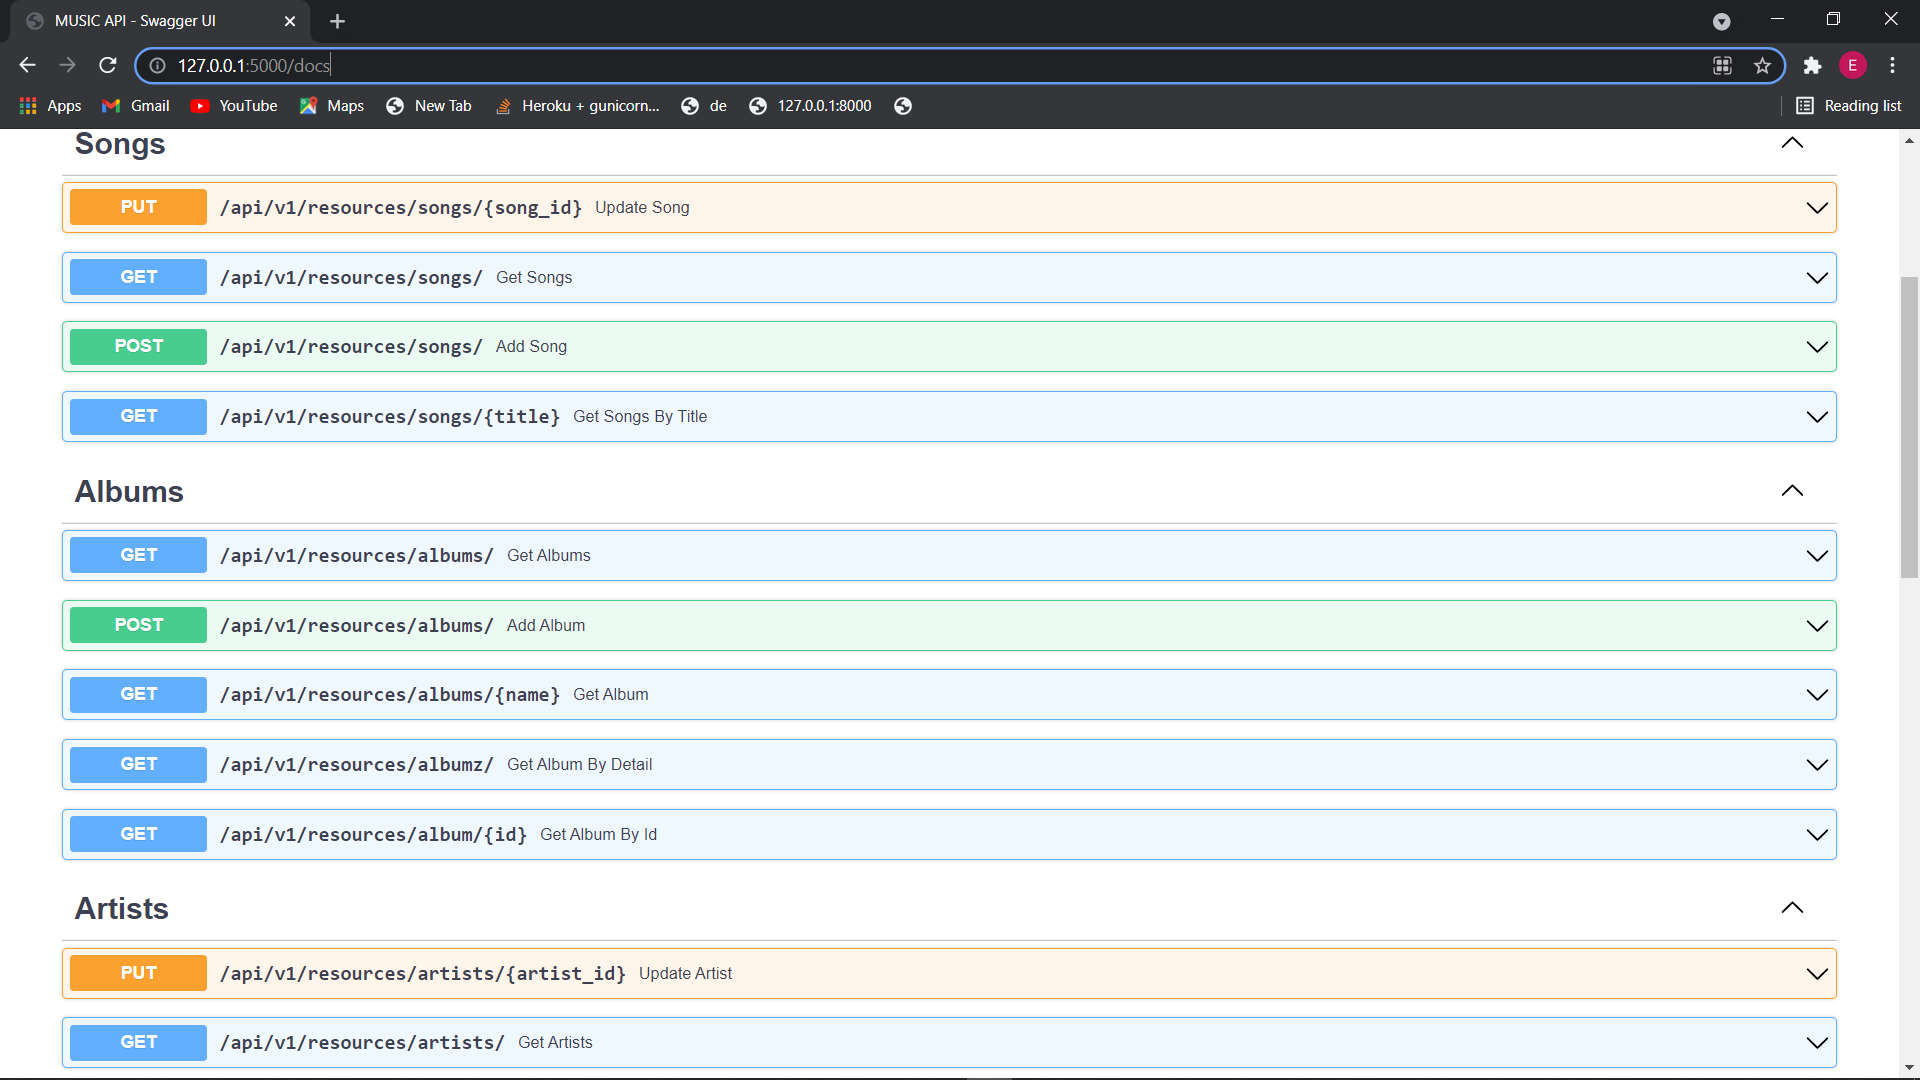 MUSIC API - Swagger UI
127.0.0.1:5000/docs
E
Apps Gmail YouTube Maps New Tab Heroku + gunicorn... de 127.0.0.1:8000 Reading list
Songs
PUT /api/v1/resources/songs/{song_id} Update Song
GET /api/v1/resources/songs/ Get Songs
POST /api/v1/resources/songs/ Add Song
GET /api/v1/resources/songs/{title} Get Songs By Title
Albums
GET /api/v1/resources/albums/ Get Albums
POST /api/v1/resources/albums/ Add Album
GET /api/v1/resources/albums/{name} Get Album
GET /api/v1/resources/albumz/ Get Album By Detail
GET /api/v1/resources/album/{id} Get Album By Id
Artists
PUT /api/v1/resources/artists/{artist_id} Update Artist
GET /api/v1/resources/artists/ Get Artists